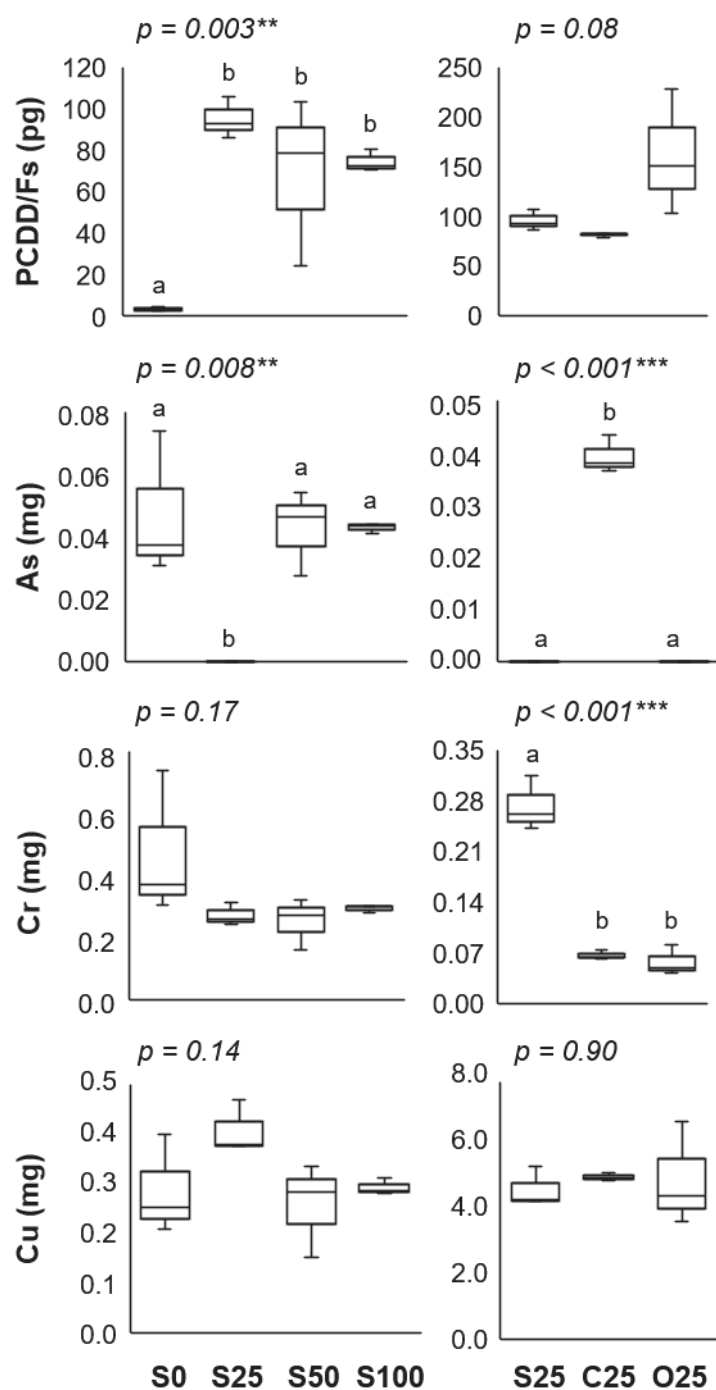 p = 0.003**
p = 0.08
PCDD/Fs (pg)
120
100
80
60
40
20
0
a
b
b
b
250
200
150
100
50
0
p = 0.008**
p < 0.001***
As (mg)
0.08
0.06
0.04
0.02
0.00
a
b
a
a
0.05
0.04
0.03
0.02
0.01
0.00
a
b
a
p = 0.17
p < 0.001***
Cr (mg)
0.8
0.6
0.4
0.2
0.0
0.35
0.28
0.21
0.14
0.07
0.00
a
b
b
p = 0.14
p = 0.90
Cu (mg)
0.5
0.4
0.3
0.2
0.1
0.0
8.0
6.0
4.0
2.0
0.0
S0 S25 S50 S100
S25 C25 O25